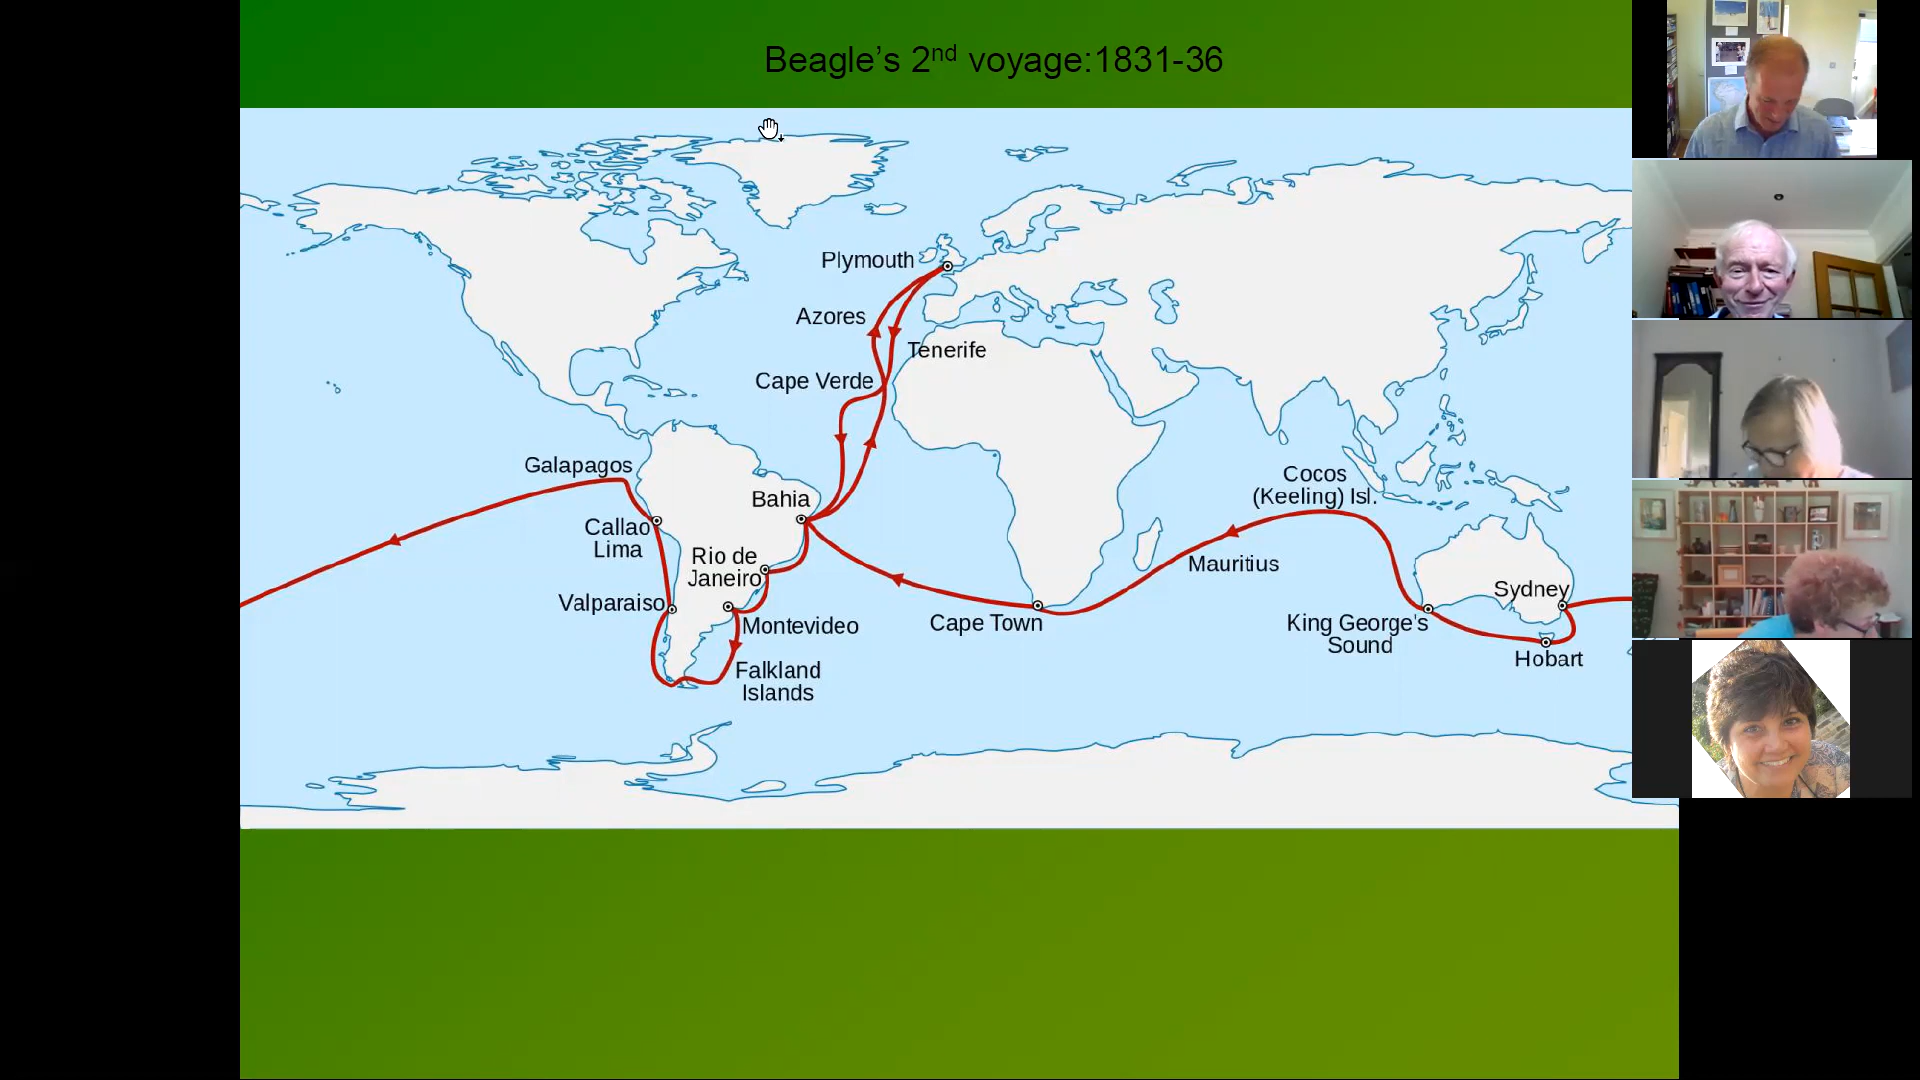 Beagle’s 2nd voyage:1831-36
Plymouth
Azores
Tenerife
Cape Verde
Galapagos
Bahia
Callao
Lima
Rio de
Janeiro
Valparaiso
Montevideo
Falkland
Islands
Cape Town
Cocos
(Keeling) Isl.
Mauritius
Sydney
King George's
Sound
Hobart